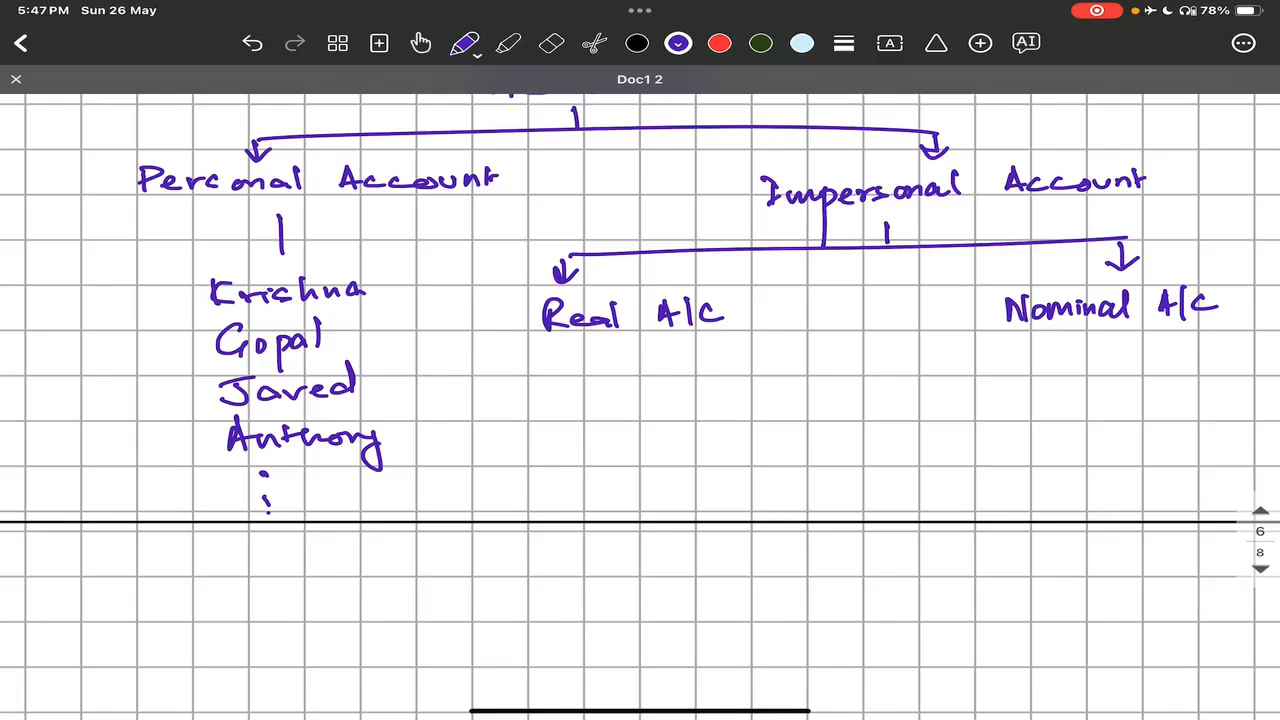 5:47 PM Sun 26 May
78%
A
AI
Doc1 2
Personal Account
Impersonal Account
Krishna
Real A/C
Nominal A/C
Gopal
Javed
Anthony
6
8